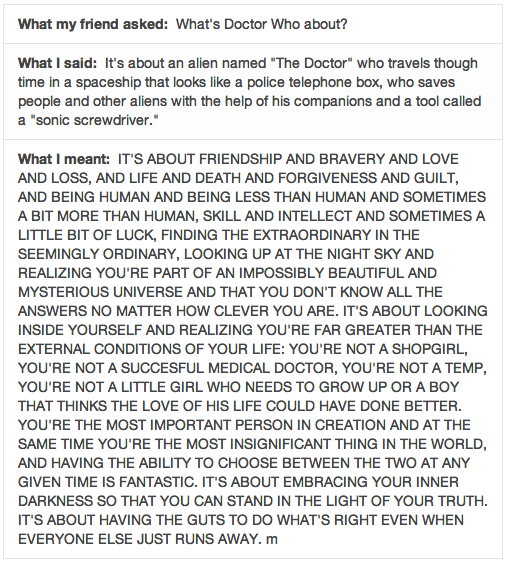 What my friend asked: What's Doctor Who about?
What I said: It's about an alien named "The Doctor" who travels though
time in a spaceship that looks like a police telephone box, who saves
people and other aliens with the help of his companions and a tool called
a "sonic screwdriver."
What I meant: IT'S ABOUT FRIENDSHIP AND BRAVERY AND LOVE
AND LOSS, AND LIFE AND DEATH AND FORGIVENESS AND GUILT,
AND BEING HUMAN AND BEING LESS THAN HUMAN AND SOMETIMES
A BIT MORE THAN HUMAN, SKILL AND INTELLECT AND SOMETIMES A
LITTLE BIT OF LUCK, FINDING THE EXTRAORDINARY IN THE
SEEMINGLY ORDINARY, LOOKING UP AT THE NIGHT SKY AND
REALIZING YOU'RE PART OF AN IMPOSSIBLY BEAUTIFUL AND
MYSTERIOUS UNIVERSE AND THAT YOU DON'T KNOW ALL THE
ANSWERS NO MATTER HOW CLEVER YOU ARE. IT'S ABOUT LOOKING
INSIDE YOURSELF AND REALIZING YOU'RE FAR GREATER THAN THE
EXTERNAL CONDITIONS OF YOUR LIFE: YOU'RE NOT A SHOPGIRL,
YOU'RE NOT A SUCCESFUL MEDICAL DOCTOR, YOU'RE NOT A TEMP,
YOU'RE NOT A LITTLE GIRL WHO NEEDS TO GROW UP OR A BOY
THAT THINKS THE LOVE OF HIS LIFE COULD HAVE DONE BETTER.
YOU'RE THE MOST IMPORTANT PERSON IN CREATION AND AT THE
SAME TIME YOU'RE THE MOST INSIGNIFICANT THING IN THE WORLD,
AND HAVING THE ABILITY TO CHOOSE BETWEEN THE TWO AT ANY
GIVEN TIME IS FANTASTIC. IT'S ABOUT EMBRACING YOUR INNER
DARKNESS SO THAT YOU CAN STAND IN THE LIGHT OF YOUR TRUTH.
IT'S ABOUT HAVING THE GUTS TO DO WHAT'S RIGHT EVEN WHEN
EVERYONE ELSE JUST RUNS AWAY. m